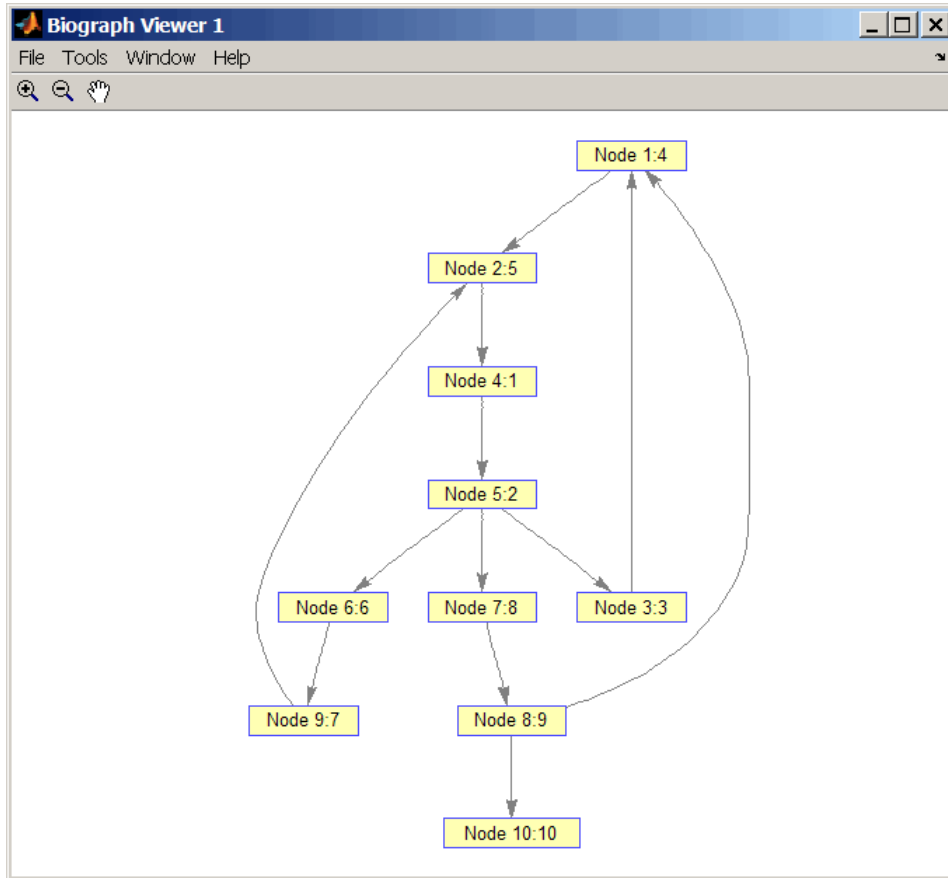 Biograph Viewer 1
File Tools Window Help
Node 1:4
Node 2:5
Node 4:1
Node 5:2
Node 6:6 Node 7:8 Node 3:3
Node 9:7 Node 8:9
Node 10:10